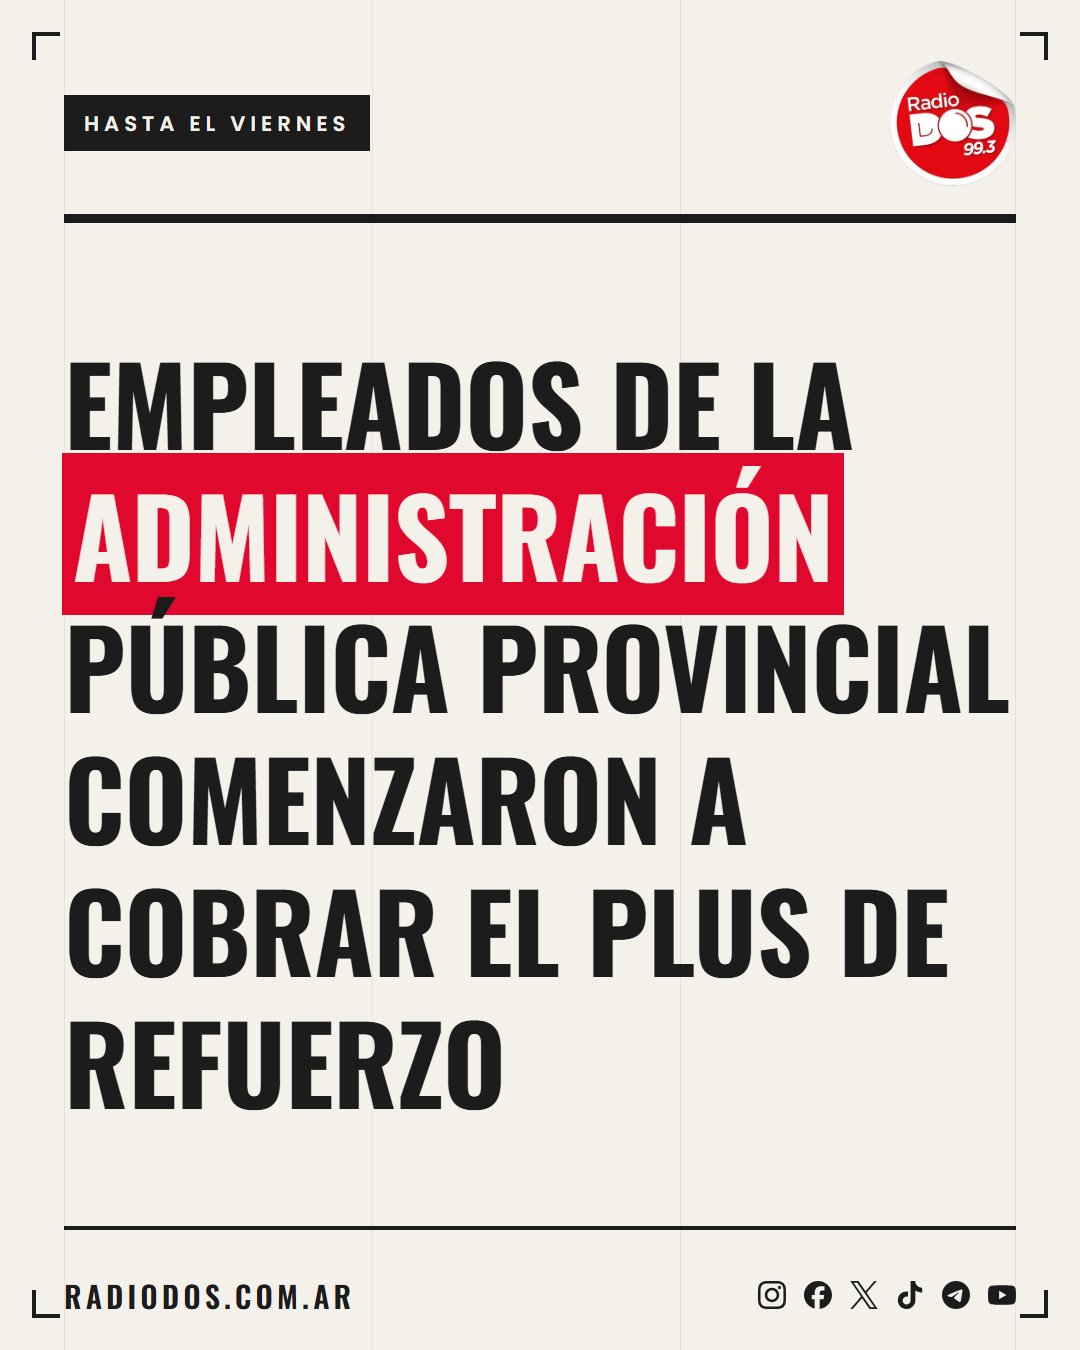 HASTA EL VIERNES
Radio
DOS
99.3
EMPLEADOS DE LA
ADMINISTRACIÓN
PÚBLICA PROVINCIAL
COMENZARON A
COBRAR EL PLUS DE
REFUERZO
RADIODOS.COM.AR